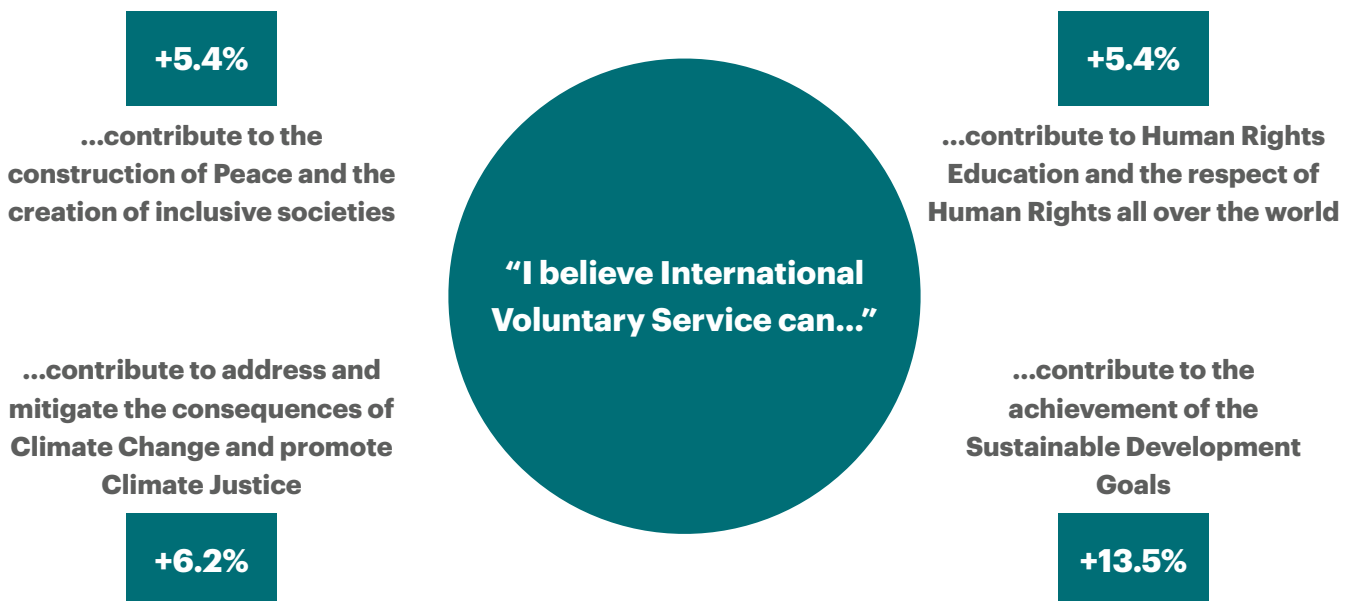 +5.4%
...contribute to the
construction of Peace and the
creation of inclusive societies
+5.4%
...contribute to Human Rights
Education and the respect of
Human Rights all over the world
“I believe International
Voluntary Service can...”
...contribute to address and
mitigate the consequences of
Climate Change and promote
Climate Justice
+6.2%
...contribute to the
achievement of the
Sustainable Development
Goals
+13.5%